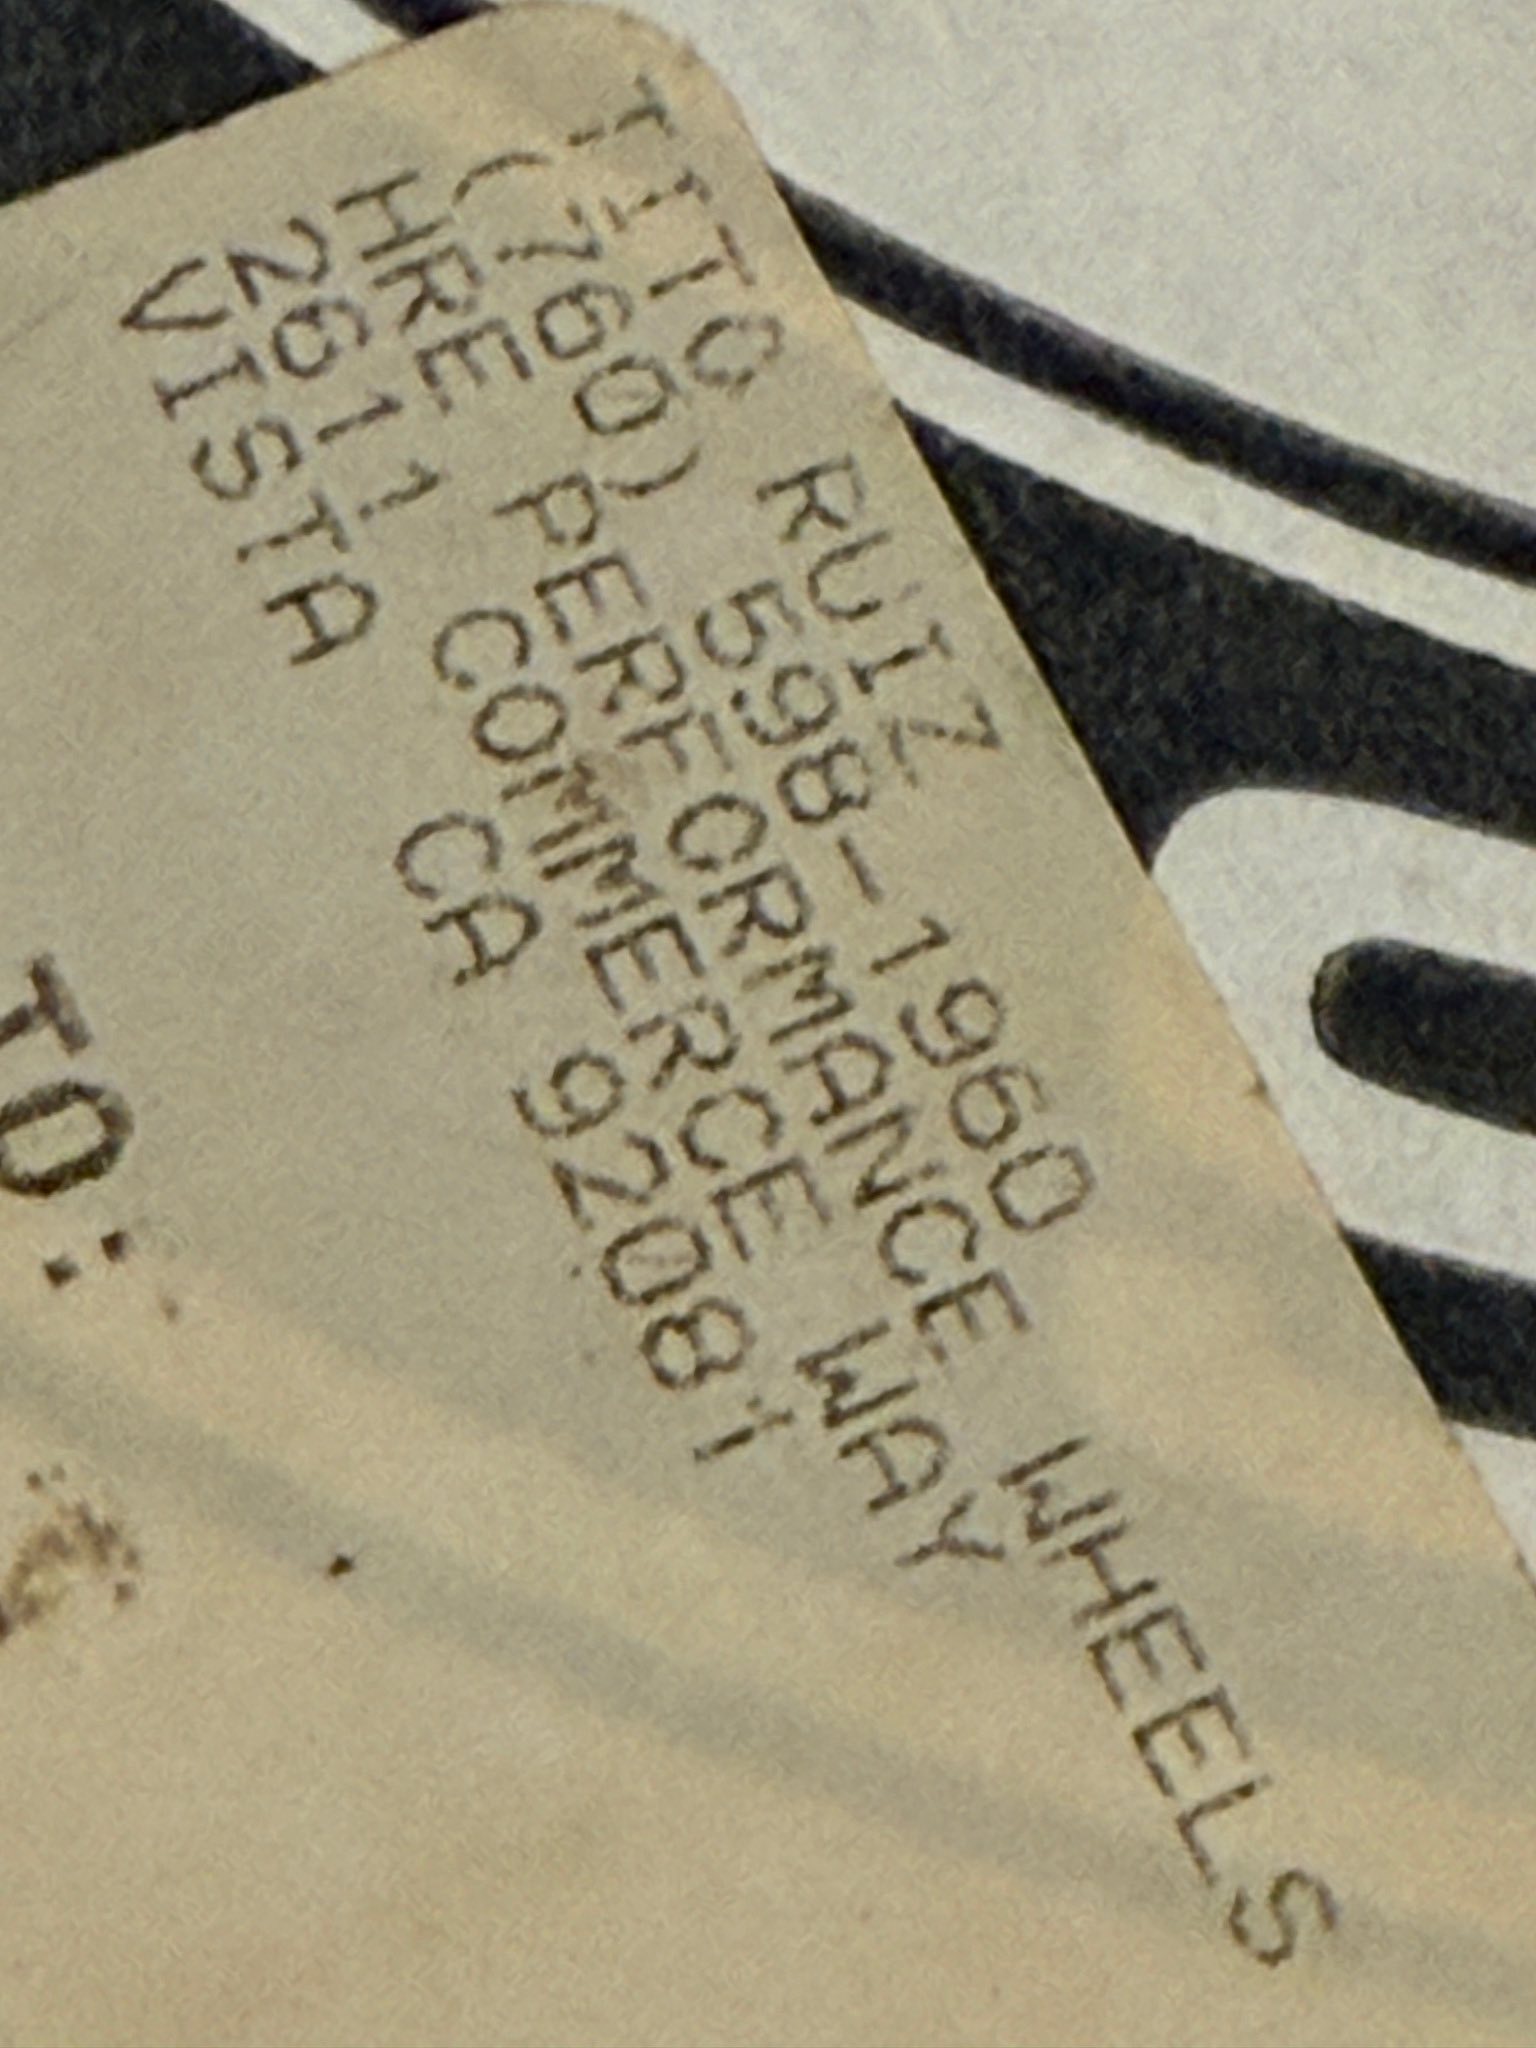 TITO RUIZ
(760) 598-1960
HRE PERFORMANCE WHEELS
2611 COMMERCE WAY
VISTA CA 92081
TO: